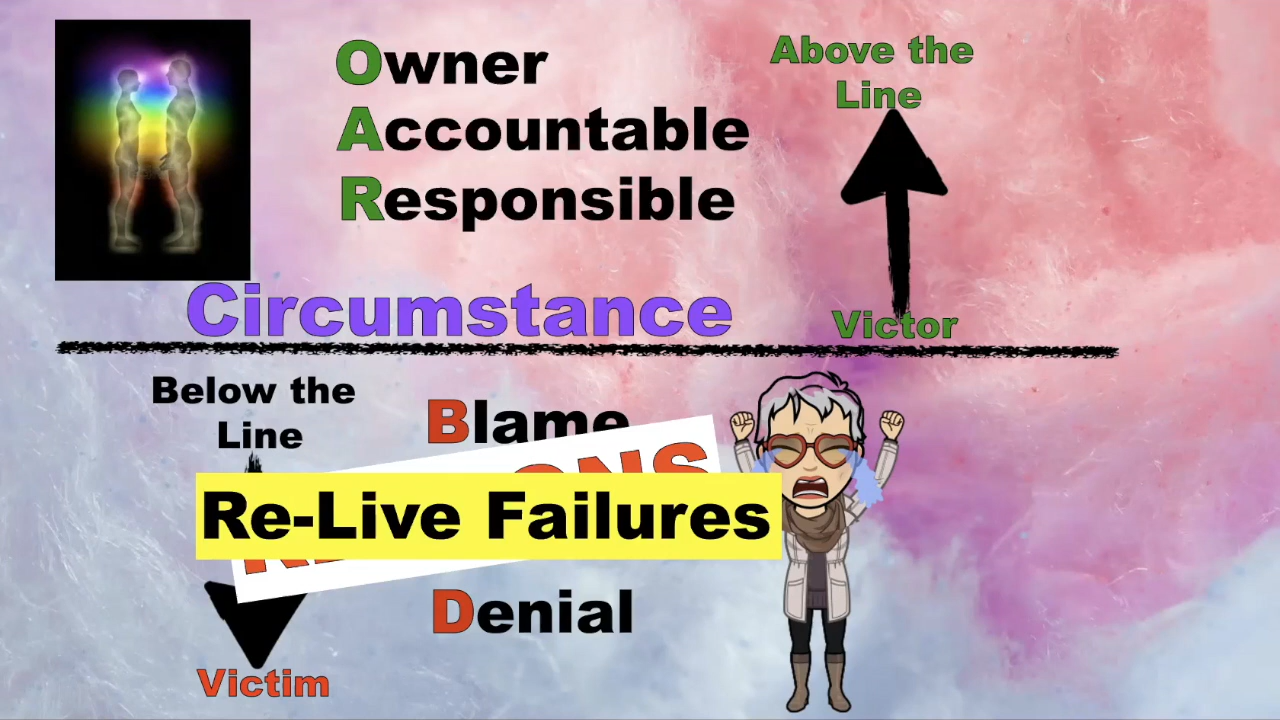 Owner
Accountable
Responsible
Above the
Line
Circumstance
Victor
Below the
Line
Blame
Re-Live Failures
Denial
Victim